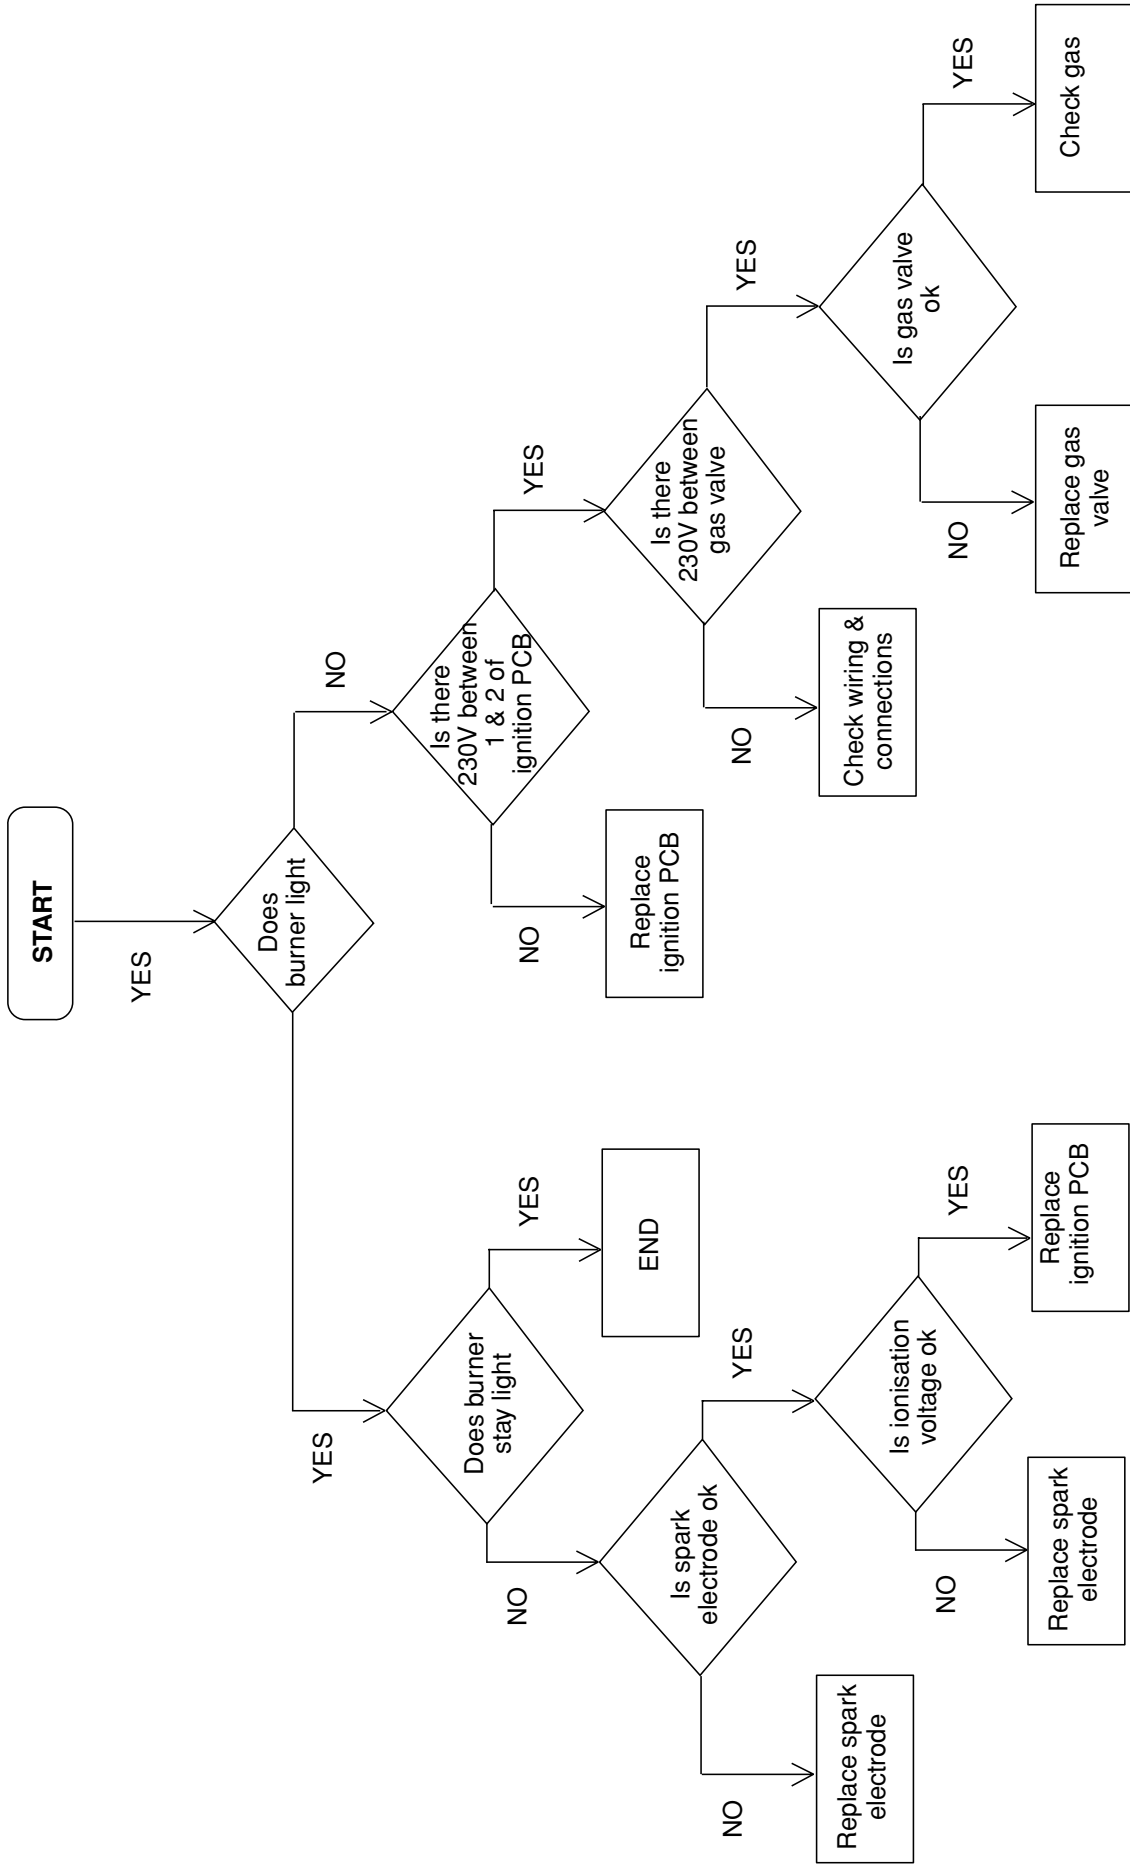 START
YES
Does
burner light
YES
NO
Does burner
stay light
Is there
230V between
1 & 2 of
ignition PCB
NO
YES
NO
YES
Is spark
electrode ok
END
Replace
ignition PCB
Is there
230V between
gas valve
NO
YES
NO
YES
Replace spark
electrode
Is ionisation
voltage ok
Check wiring &
connections
Is gas valve
ok
NO
YES
NO
YES
Replace spark
electrode
Replace
ignition PCB
Replace gas
valve
Check gas